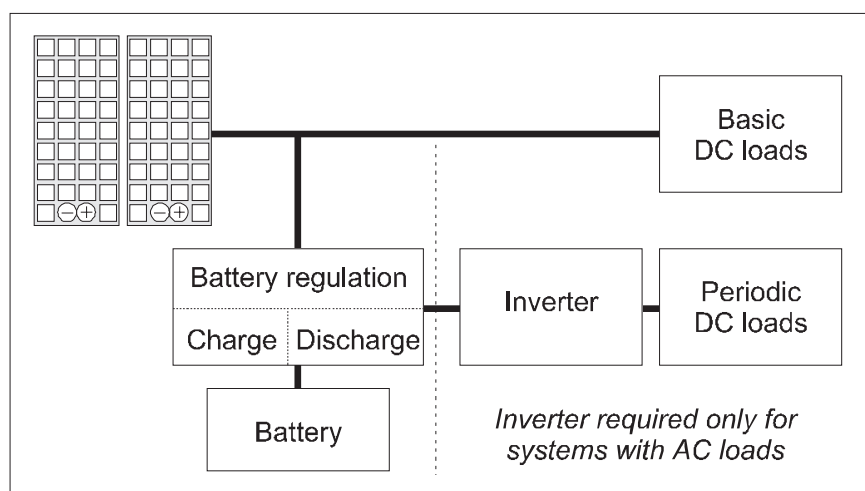 Basic
DC loads
− + − +
Battery regulation
Charge
Discharge
Inverter
Periodic
DC loads
Battery
Inverter required only for
systems with AC loads